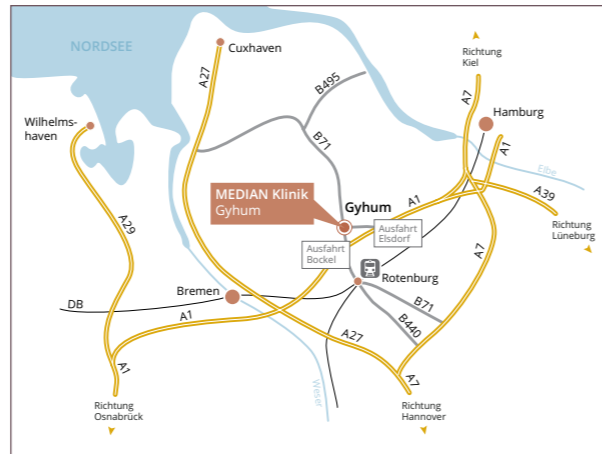 NORDSEE
Cuxhaven
A27
B495
Richtung
Kiel
A7
Wilhelms-
haven
B71
Hamburg
A1
Elbe
MEDIAN Klinik
Gyhum
Gyhum
A1
A39
A29
Ausfahrt
Elsdorf
Richtung
Lüneburg
Ausfahrt
Bockel
A7
Rotenburg
Bremen
DB
A1
B71
B440
A27
Weser
A1
A7
Richtung
Osnabrück
Richtung
Hannover